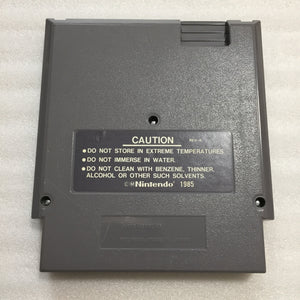 CAUTION
• DO NOT STORE IN EXTREME TEMPERATURES.
• DO NOT IMMERSE IN WATER.
• DO NOT CLEAN WITH BENZENE, THINNER,
ALCOHOL OR OTHER SUCH SOLVENTS.
Nintendo 1985